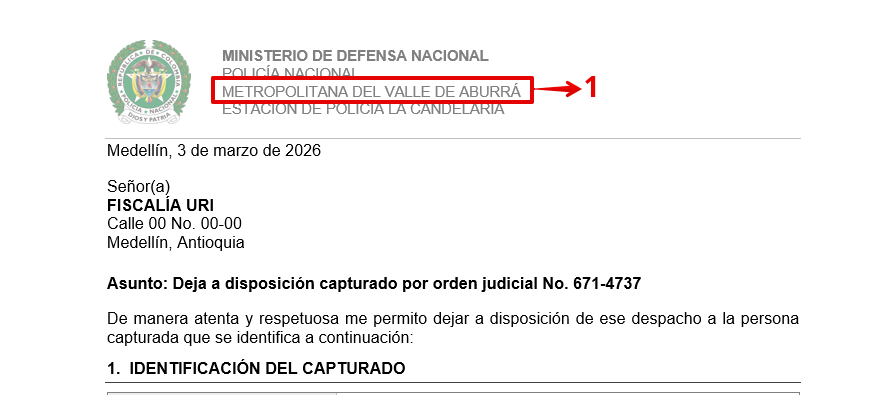 MINISTERIO DE DEFENSA NACIONAL
POLICÍA NACIONAL
METROPOLITANA DEL VALLE DE ABURRÁ
ESTACIÓN DE POLICÍA LA CANDELARIA
1
REPUBLICA DE COLOMBIA
POLICIA NACIONAL
DIOS Y PATRIA
Medellín, 3 de marzo de 2026
Señor(a)
FISCALÍA URI
Calle 00 No. 00-00
Medellín, Antioquia
Asunto: Deja a disposición capturado por orden judicial No. 671-4737
De manera atenta y respetuosa me permito dejar a disposición de ese despacho a la persona
capturada que se identifica a continuación:
1. IDENTIFICACIÓN DEL CAPTURADO